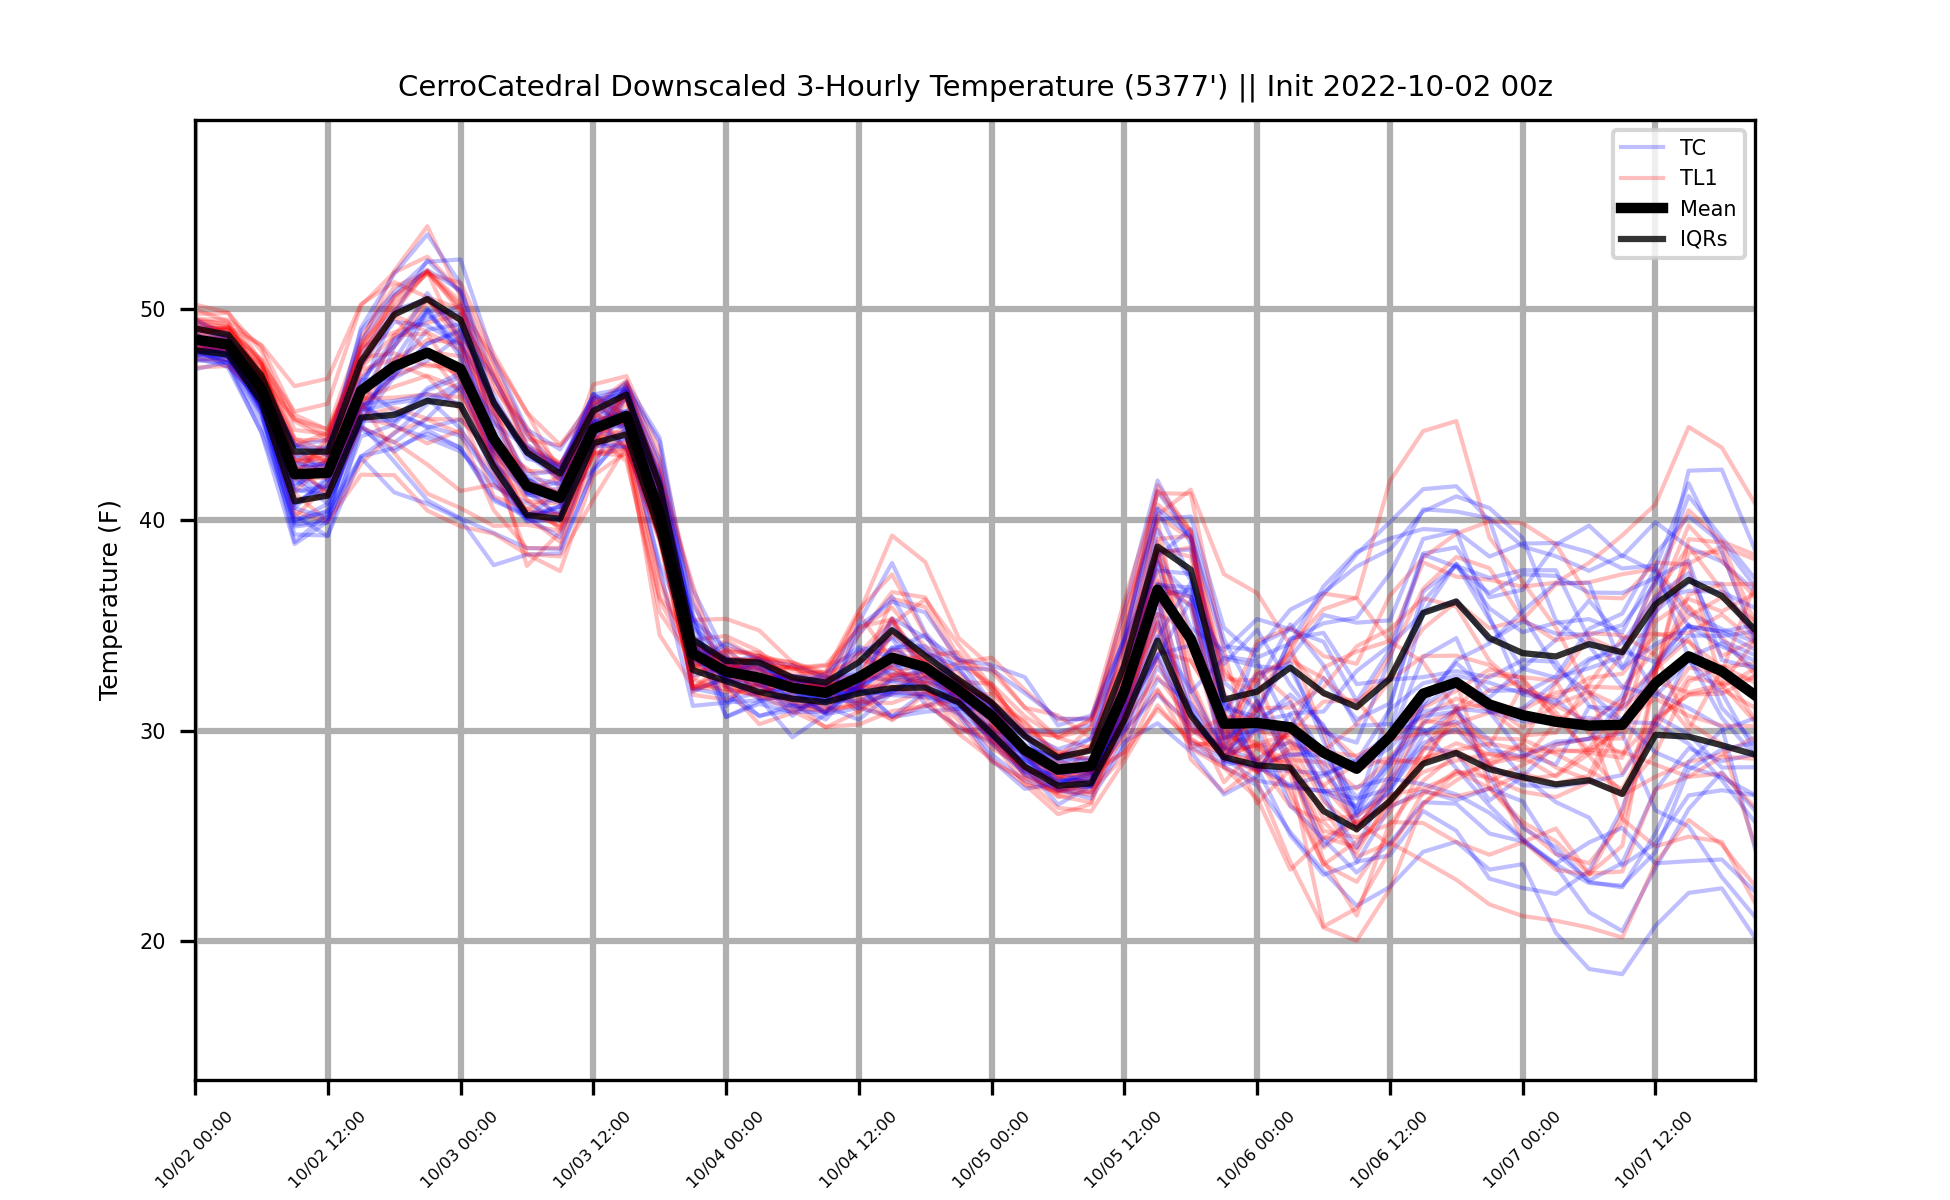 CerroCatedral Downscaled 3-Hourly Temperature (5377') || Init 2022-10-02 00z
TC
TL1
Mean
IQRs
Temperature (F)
50
40
30
20
10/02 00:00
10/02 12:00
10/03 00:00
10/03 12:00
10/04 00:00
10/04 12:00
10/05 00:00
10/05 12:00
10/06 00:00
10/06 12:00
10/07 00:00
10/07 12:00